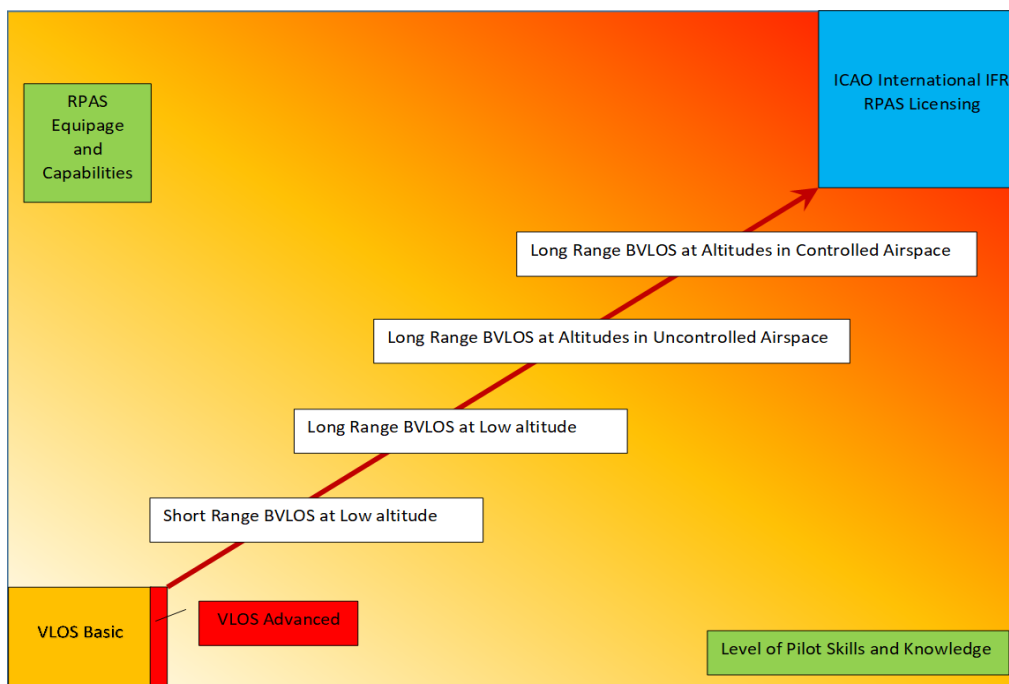 ICAO International IFR
RPAS Licensing
RPAS
Equipage
and
Capabilities
Long Range BVLOS at Altitudes in Controlled Airspace
Long Range BVLOS at Altitudes in Uncontrolled Airspace
Long Range BVLOS at Low altitude
Short Range BVLOS at Low altitude
VLOS Basic
VLOS Advanced
Level of Pilot Skills and Knowledge